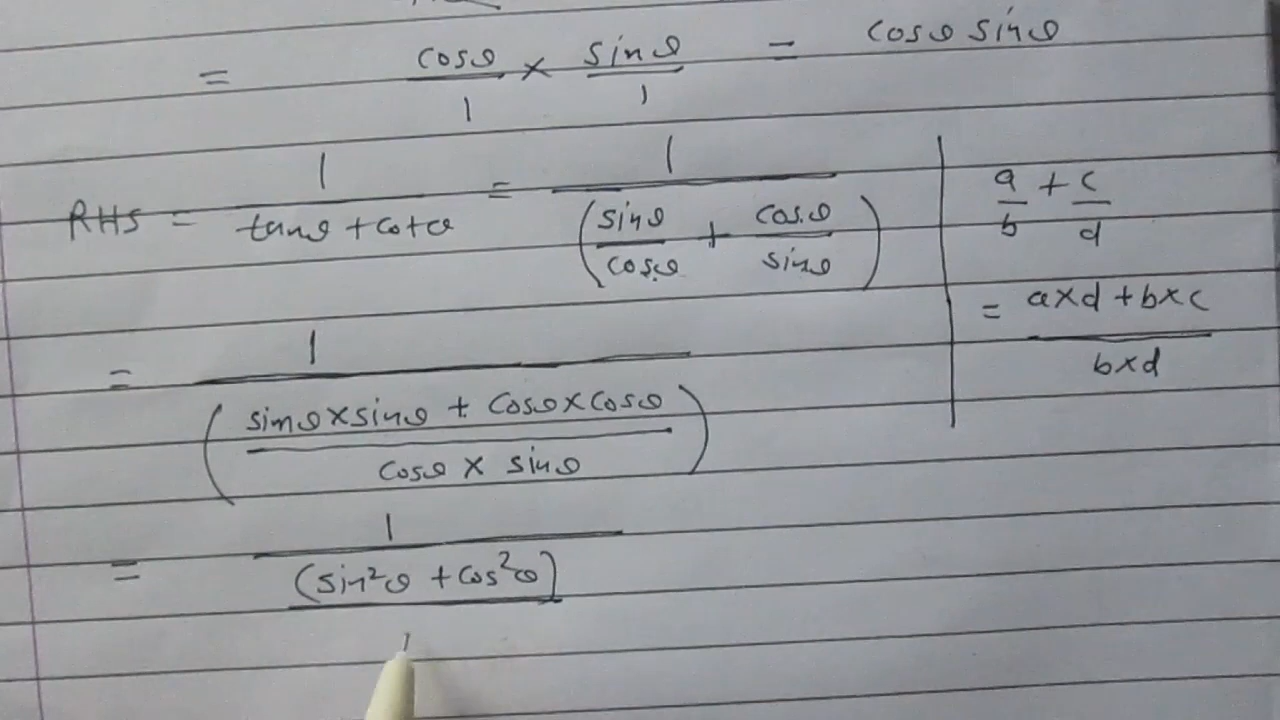 = cosθ/1 × sinθ/1 = cosθ sinθ
RHS = 1/(tanθ + cotθ) = 1/(sinθ/cosθ + cosθ/sinθ)
a/b + c/d
= (a×d + b×c)/(b×d)
= 1/((sinθ×sinθ + cosθ×cosθ)/(cosθ × sinθ))
= 1/(sin²θ + cos²θ)